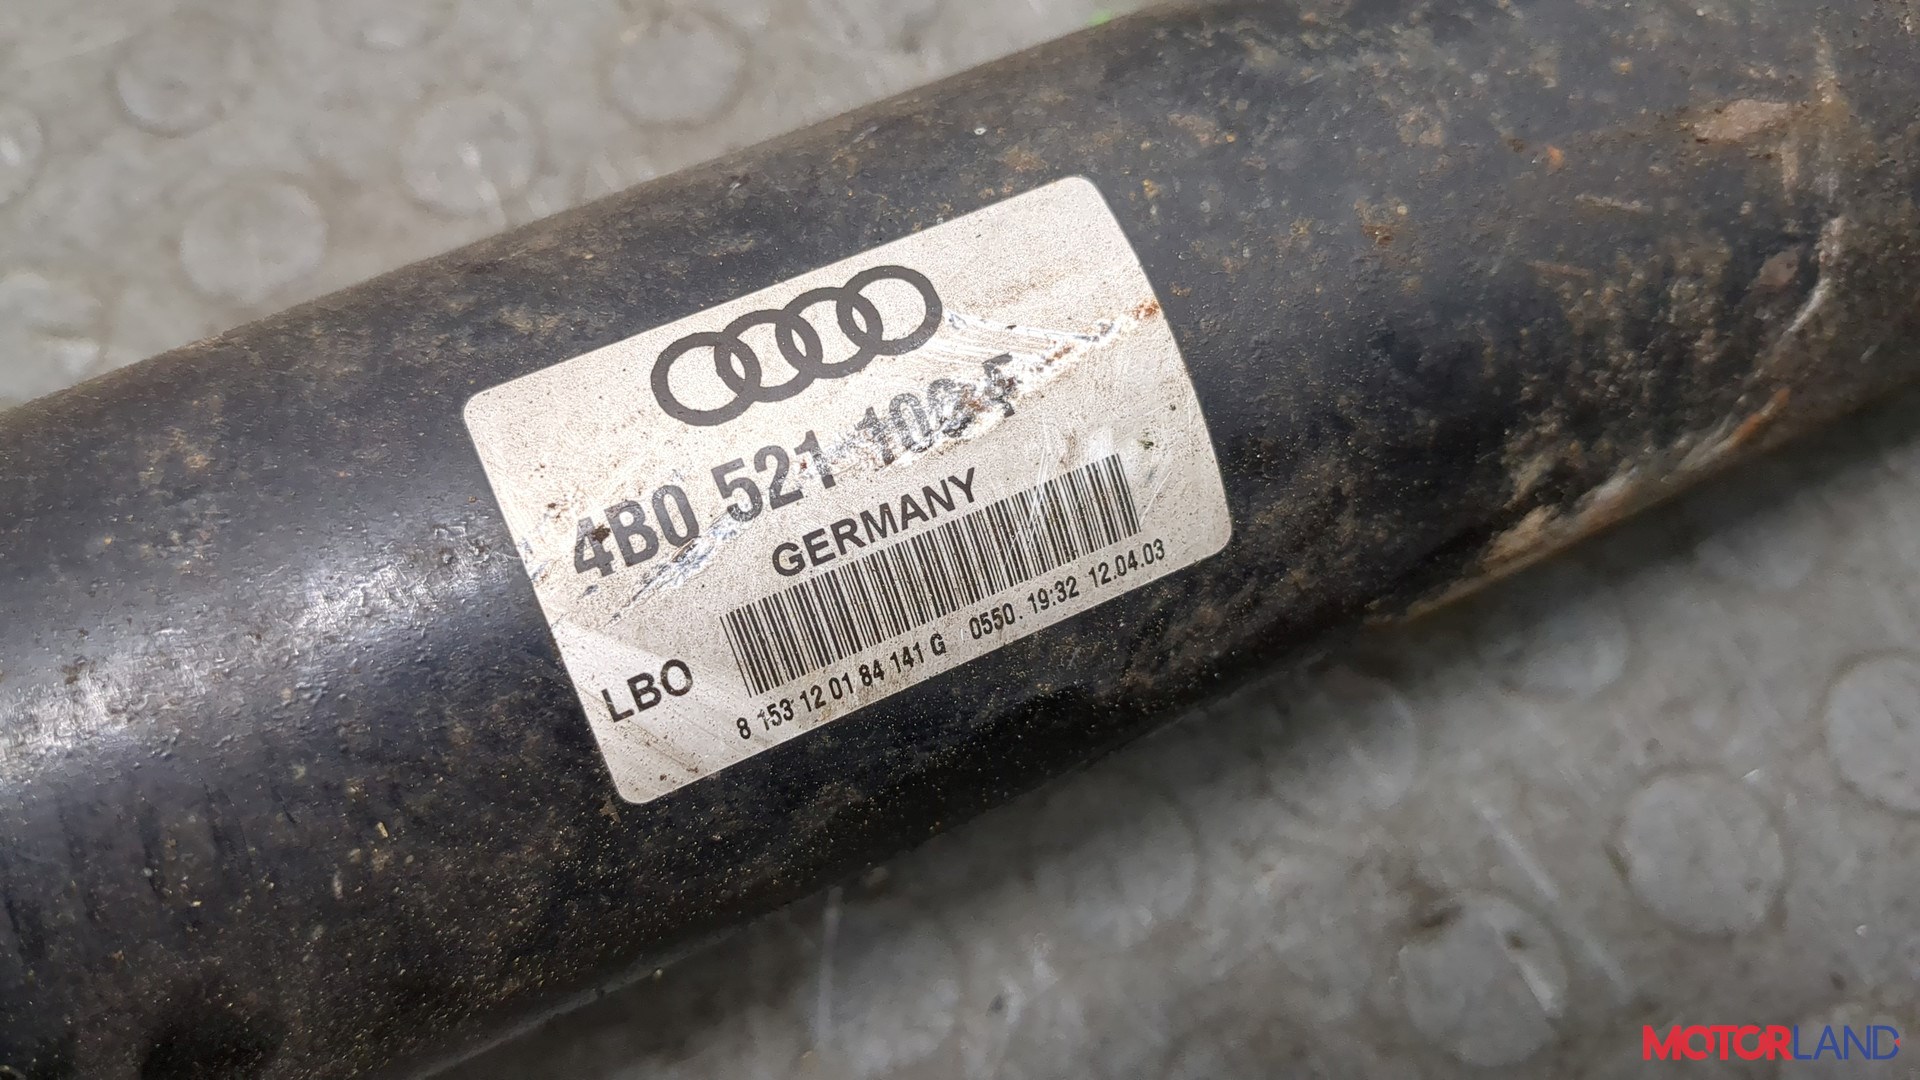 4B0 521 F
GERMANY
LBO
8 153 12 01 84 141 G 0550. 19:32 12.04.03
MOTORLAND